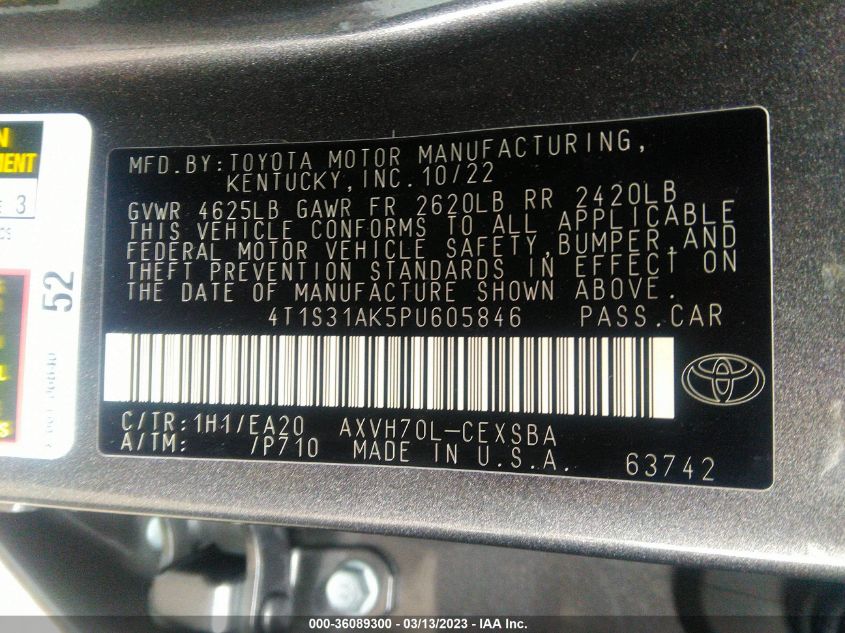 MFD.BY:TOYOTA MOTOR MANUFACTURING,
KENTUCKY,INC.10/22
GVWR 4625LB GAWR FR 2620LB RR 2420LB
THIS VEHICLE CONFORMS TO ALL APPLICABLE
FEDERAL MOTOR VEHICLE SAFETY,BUMPER,AND
THEFT PREVENTION STANDARDS IN EFFECT ON
THE DATE OF MANUFACTURE SHOWN ABOVE.
4T1S31AK5PU605846 PASS.CAR
C/TR:1H1/EA20 AXVH70L-CEXSBA
A/TM: /P710 MADE IN U.S.A. 63742
3
52
000-36089300 - 03/13/2023 - IAAI.com